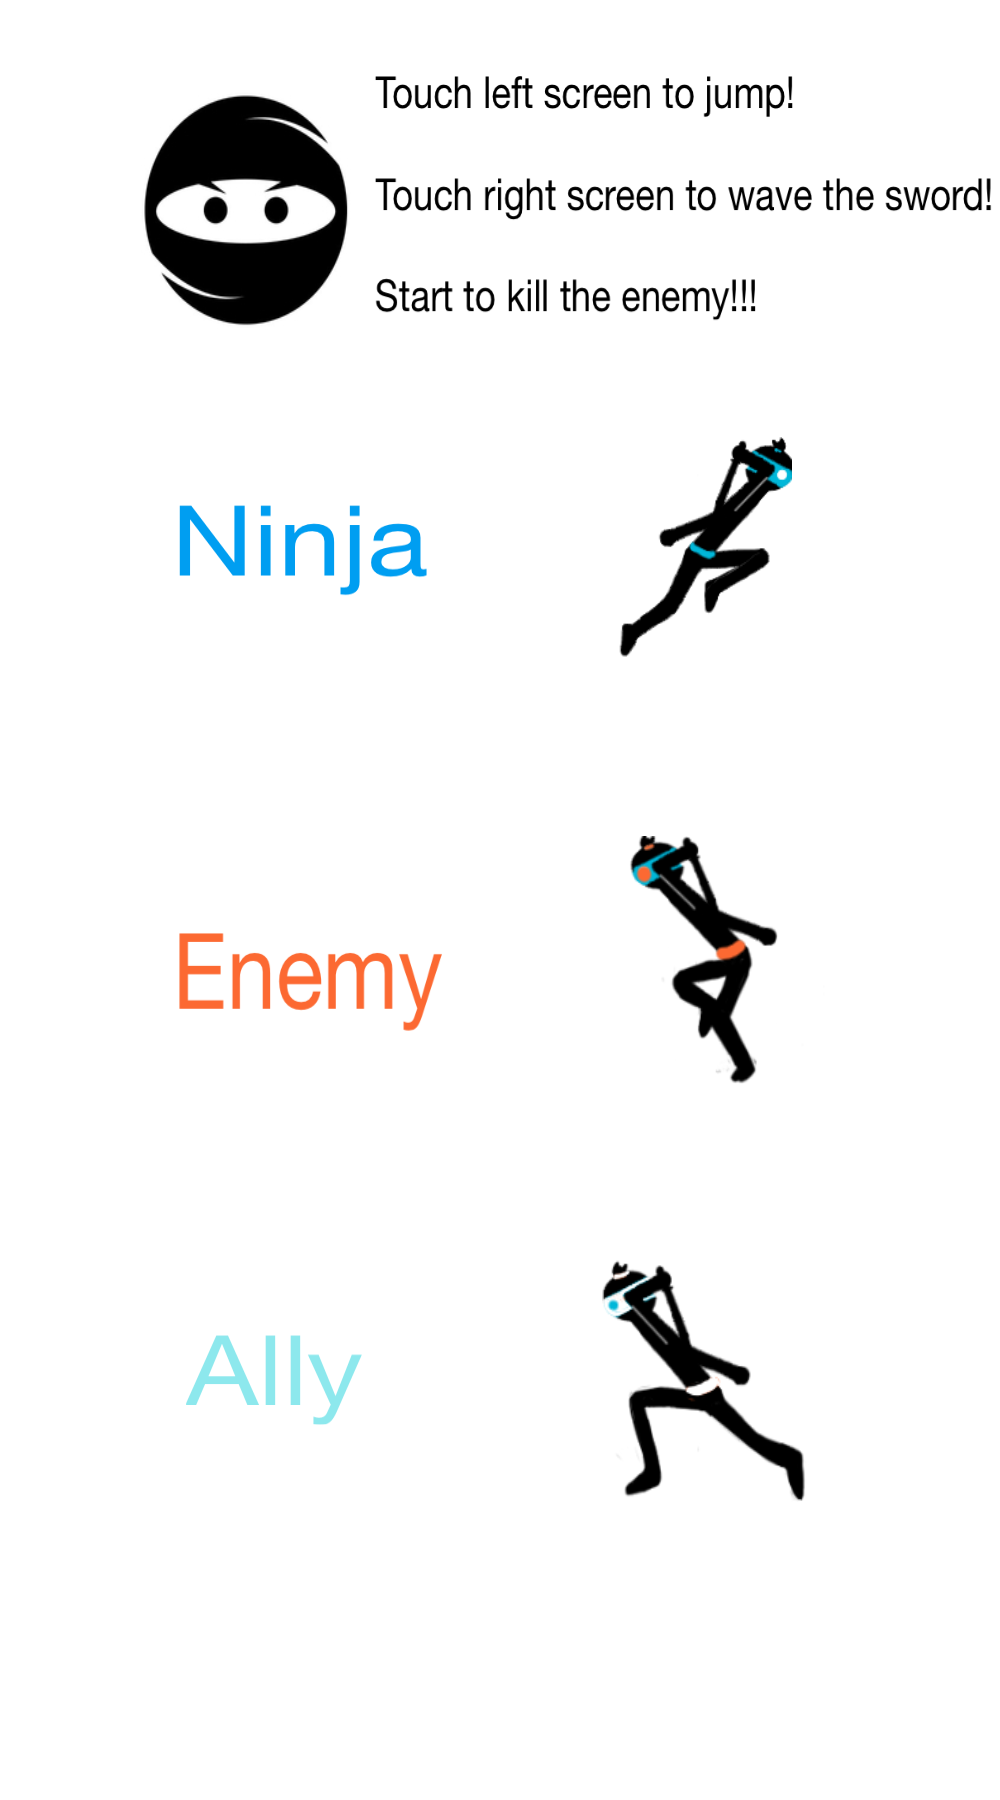 Touch left screen to jump!
Touch right screen to wave the sword!
Start to kill the enemy!!!
Ninja
Enemy
Ally